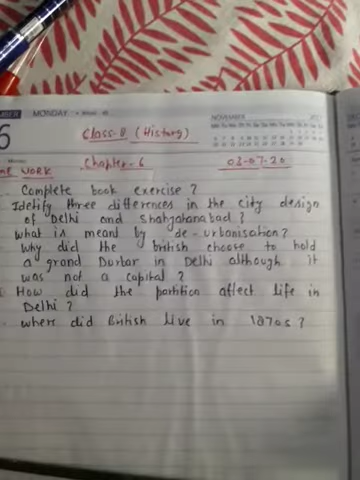 MONDAY
NOVEMBER
6
Class-8 (History)
Chapter-6
03-07-20
WORK
Complete book exercise?
Idetify three differences in the city design
of Delhi and Shahjahanabad?
What is meant by de-urbanisation?
Why did the british choose to hold
a grand Durbar in Delhi although it
was not a capital?
How did the partition affect life in
Delhi?
where did British Live in 1870s?